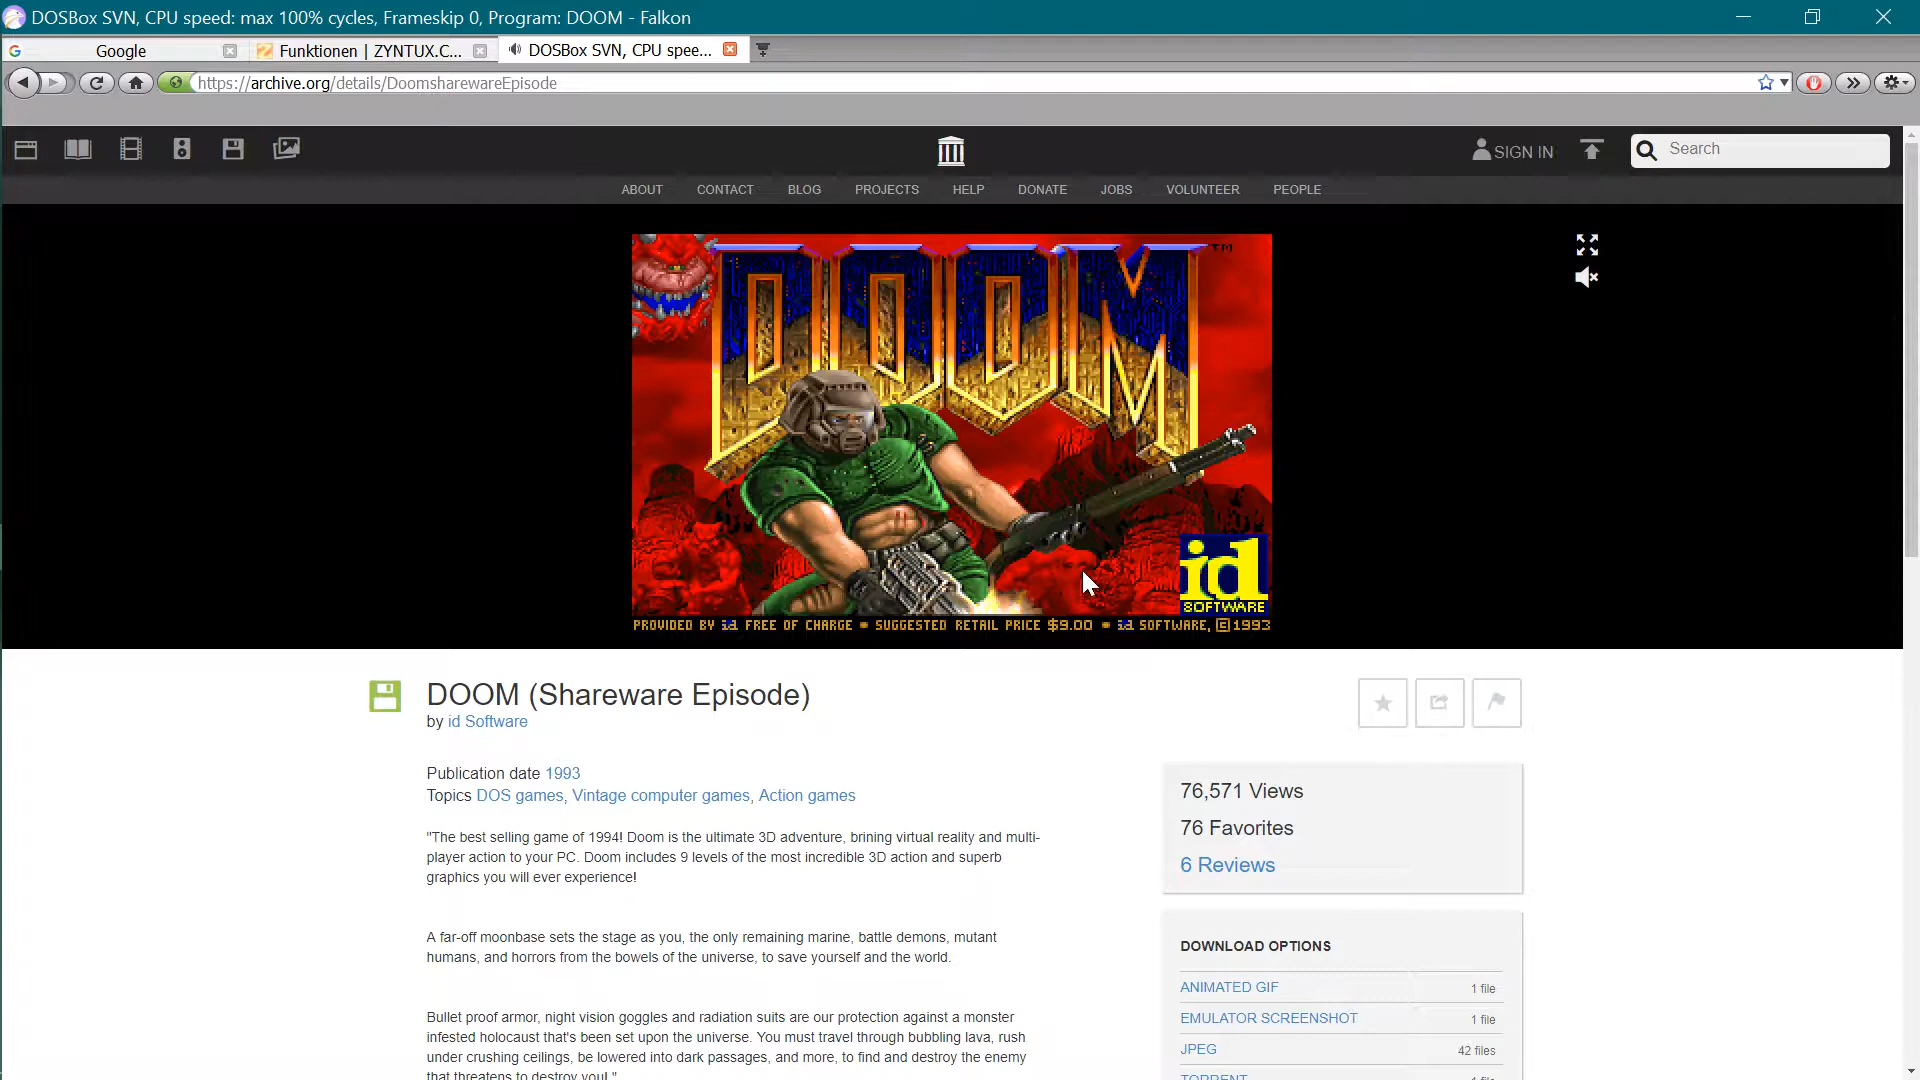 DOSBox SVN, CPU speed: max 100% cycles, Frameskip 0, Program: DOOM - Falkon
Google
Funktionen | ZYNTUX.C...
DOSBox SVN, CPU spee...
https://archive.org/details/DoomsharewareEpisode
SIGN IN
Search
ABOUT CONTACT BLOG PROJECTS HELP DONATE JOBS VOLUNTEER PEOPLE
DOOM™
id
SOFTWARE
PROVIDED BY id FREE OF CHARGE • SUGGESTED RETAIL PRICE $9.00 • id SOFTWARE, ©1993
DOOM (Shareware Episode)
by id Software
Publication date 1993
Topics DOS games, Vintage computer games, Action games
"The best selling game of 1994! Doom is the ultimate 3D adventure, brining virtual reality and multi-
player action to your PC. Doom includes 9 levels of the most incredible 3D action and superb
graphics you will ever experience!
A far-off moonbase sets the stage as you, the only remaining marine, battle demons, mutant
humans, and horrors from the bowels of the universe, to save yourself and the world.
Bullet proof armor, night vision goggles and radiation suits are our protection against a monster
infested holocaust that's been set upon the universe. You must travel through bubbling lava, rush
under crushing ceilings, be lowered into dark passages, and more, to find and destroy the enemy
that threatens to destroy you! "
76,571 Views
76 Favorites
6 Reviews
DOWNLOAD OPTIONS
ANIMATED GIF 1 file
EMULATOR SCREENSHOT 1 file
JPEG 42 files
TORRENT 1 file